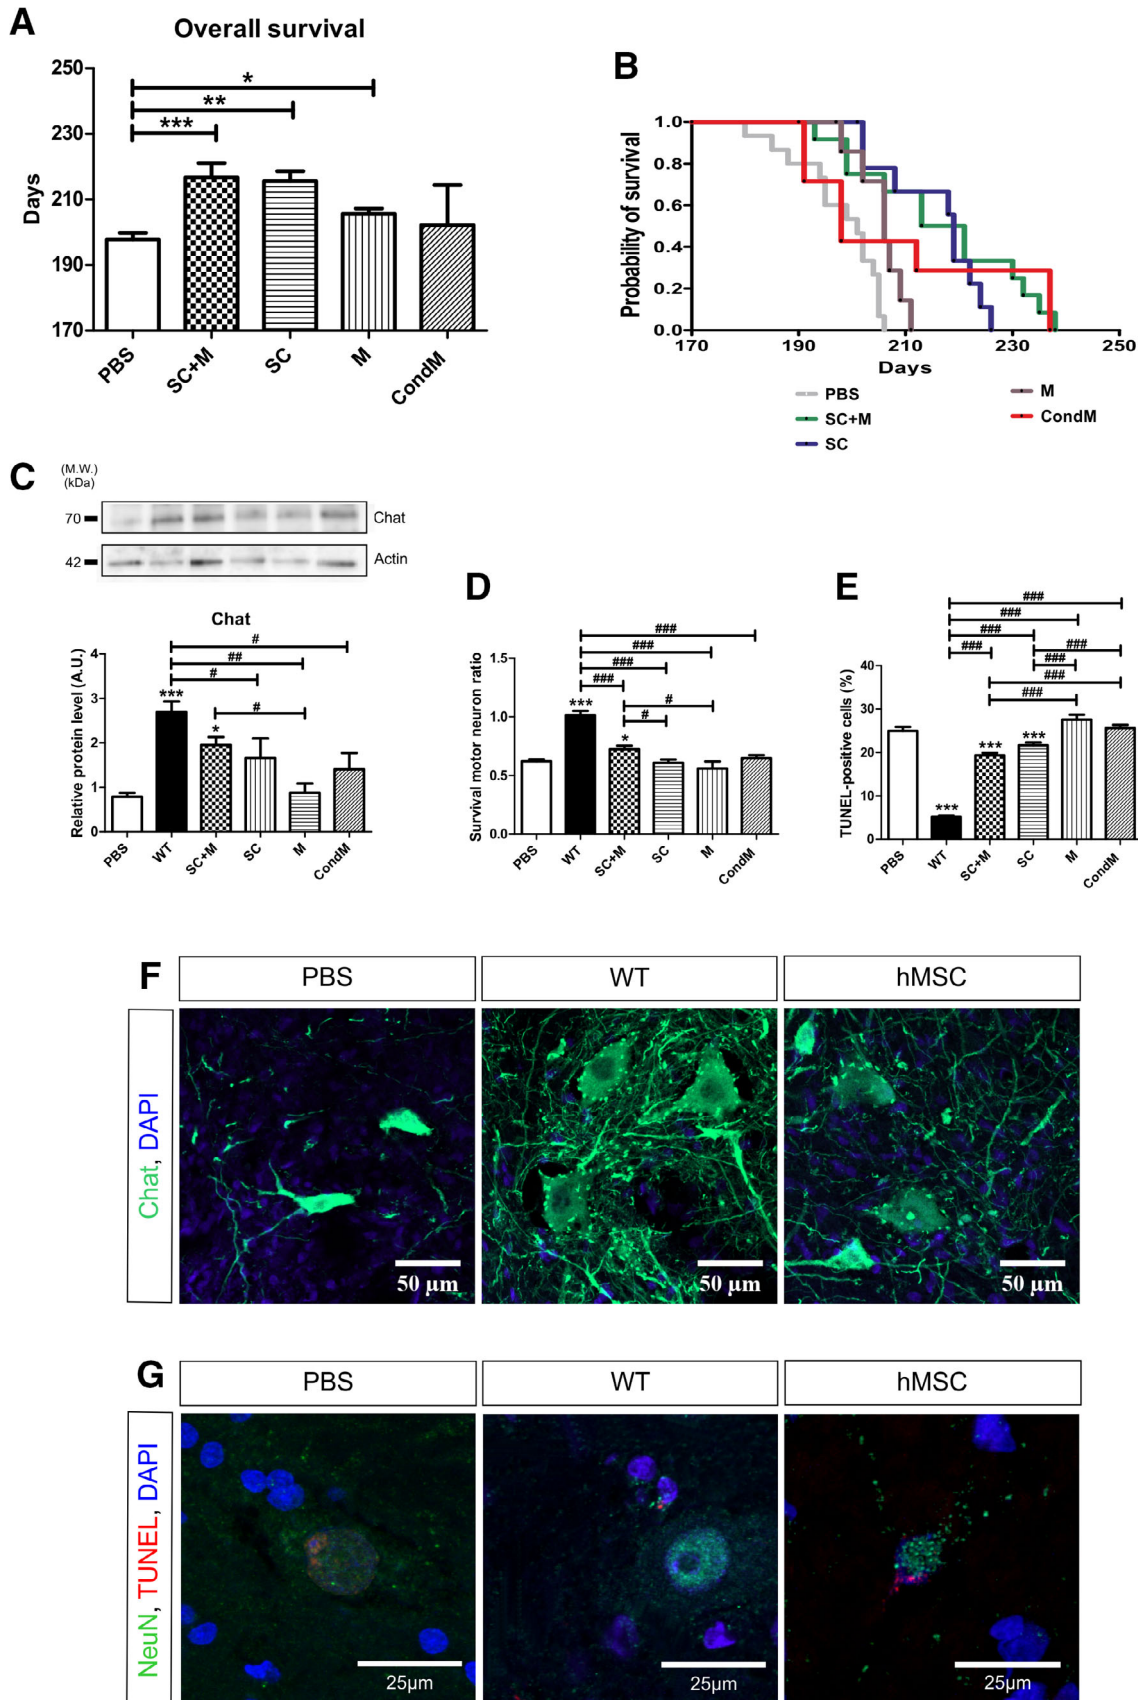 A
Overall survival
250
230
210
190
170
Days
*
**
***
PBS
SC+M
SC
M
CondM
B
1.0
0.8
0.6
0.4
0.2
0.0
Probability of survival
170
190
210
230
250
Days
PBS
SC+M
SC
M
CondM
C
(M.W.)
(kDa)
70
Chat
42
Actin
Chat
Relative protein level (A.U.)
4
3
2
1
0
#
##
#
#
***
*
PBS
WT
SC+M
SC
M
CondM
D
Survival motor neuron ratio
1.5
1.0
0.5
0.0
###
###
###
###
#
#
***
*
PBS
WT
SC+M
SC
M
CondM
E
TUNEL-positive cells (%)
40
30
20
10
0
###
###
###
###
###
###
###
###
***
***
***
PBS
WT
SC+M
SC
M
CondM
F
PBS
WT
hMSC
Chat, DAPI
50 µm
50 µm
50 µm
G
PBS
WT
hMSC
NeuN, TUNEL, DAPI
25µm
25µm
25µm